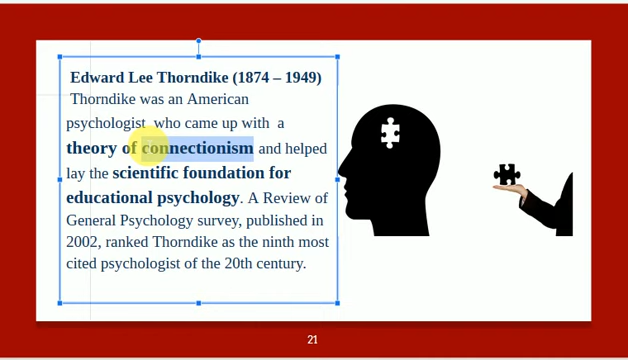 Edward Lee Thorndike (1874 – 1949)
Thorndike was an American
psychologist who came up with a
theory of connectionism and helped
lay the scientific foundation for
educational psychology. A Review of
General Psychology survey, published in
2002, ranked Thorndike as the ninth most
cited psychologist of the 20th century.
21